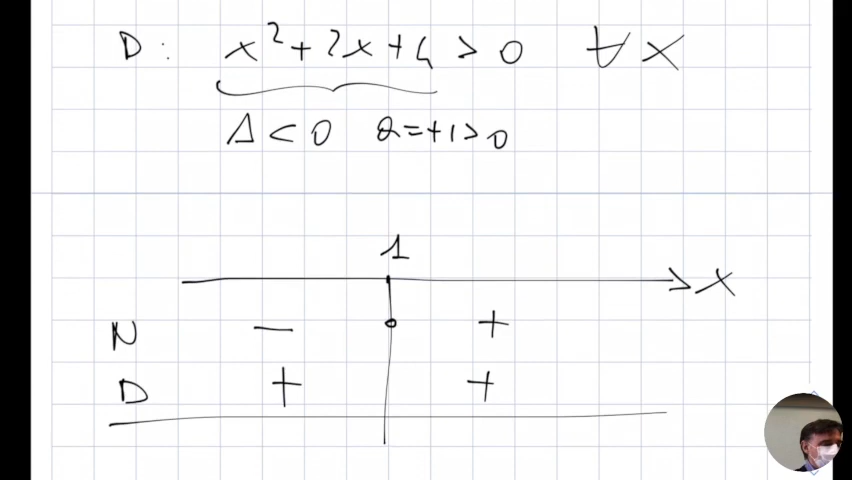 D: x²+2x+4 > 0 ∀ x
Δ < 0 a=+1>0
1
x
N − +
D + +